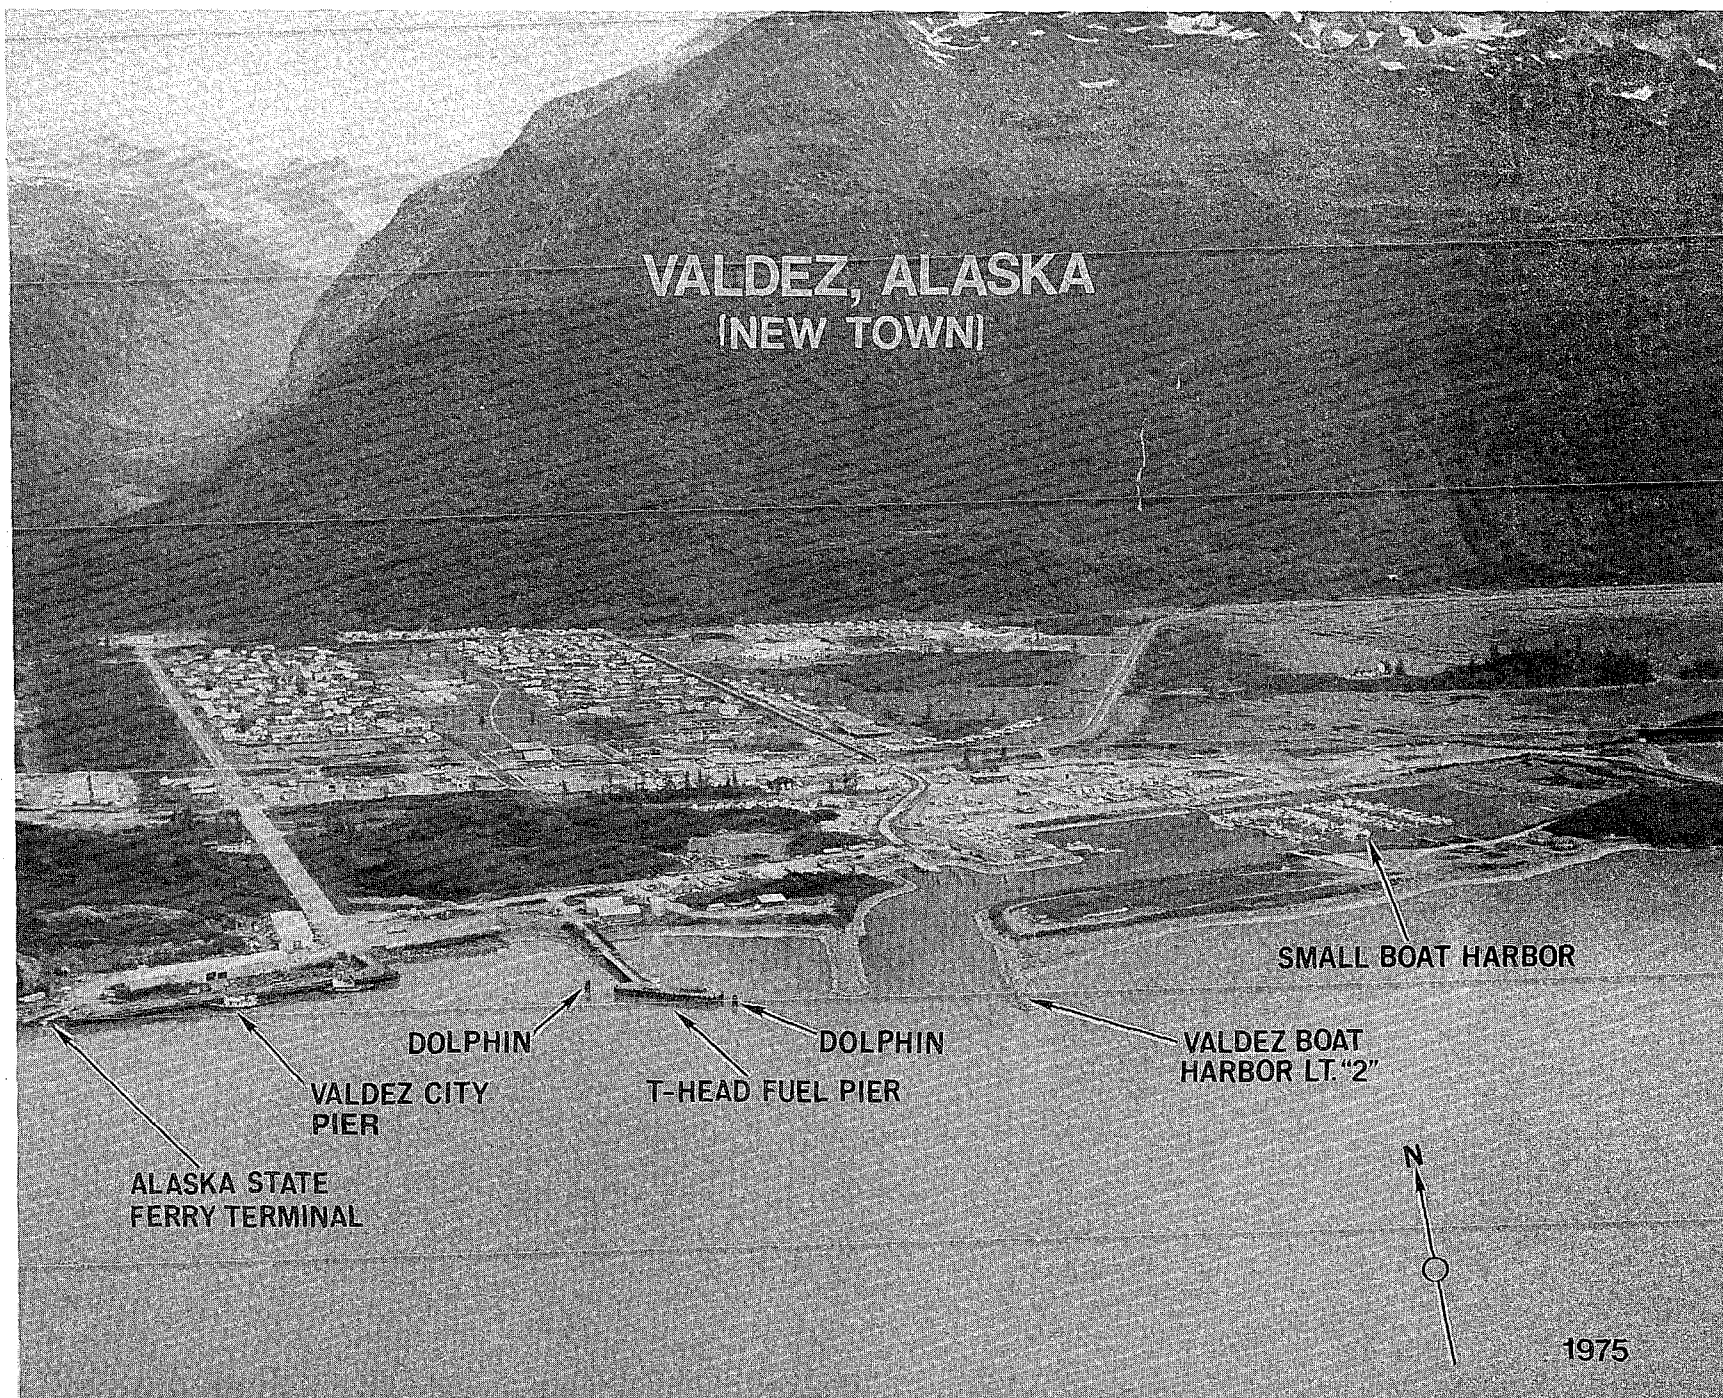 VALDEZ, ALASKA
(NEW TOWN)
SMALL BOAT HARBOR
DOLPHIN
DOLPHIN
VALDEZ BOAT
HARBOR LT. "2"
VALDEZ CITY
PIER
T-HEAD FUEL PIER
ALASKA STATE
FERRY TERMINAL
N
1975